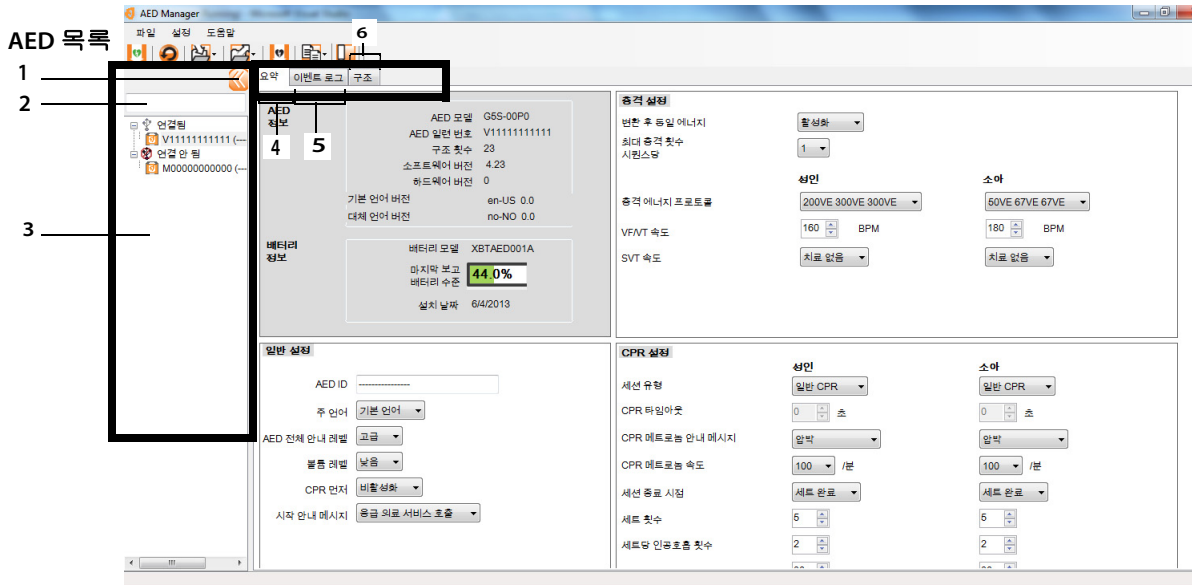 AED Manager
Microsoft Visual Studio
파일 설정 도움말
AED 목록
1
2
3
4
5
6
요약 이벤트 로그 구조
연결됨
V11111111111 (---
연결 안 됨
M00000000000 (---
AED
정보
AED 모델 G5S-00P0
AED 일련 번호 V11111111111
구조 횟수 23
소프트웨어 버전 4.23
하드웨어 버전 0
기본 언어 버전 en-US 0.0
대체 언어 버전 no-NO 0.0
배터리
정보
배터리 모델 XBTAED001A
마지막 보고
배터리 수준
44.0%
설치 날짜 6/4/2013
충격 설정
변환 후 동일 에너지 활성화
최대 충격 횟수
시퀀스당
1
성인 소아
충격 에너지 프로토콜 200VE 300VE 300VE 50VE 67VE 67VE
VF/VT 속도 160 BPM 180 BPM
SVT 속도 치료 없음 치료 없음
일반 설정
AED ID ----------------
주 언어 기본 언어
AED 전체 안내 레벨 고급
볼륨 레벨 낮음
CPR 먼저 비활성화
시작 안내 메시지 응급 의료 서비스 호출
CPR 설정
성인 소아
세션 유형 일반 CPR 일반 CPR
CPR 타임아웃 0 초 0 초
CPR 메트로놈 안내 메시지 압박 압박
CPR 메트로놈 속도 100 /분 100 /분
세션 종료 시점 세트 완료 세트 완료
세트 횟수 5 5
세트당 인공호흡 횟수 2 2